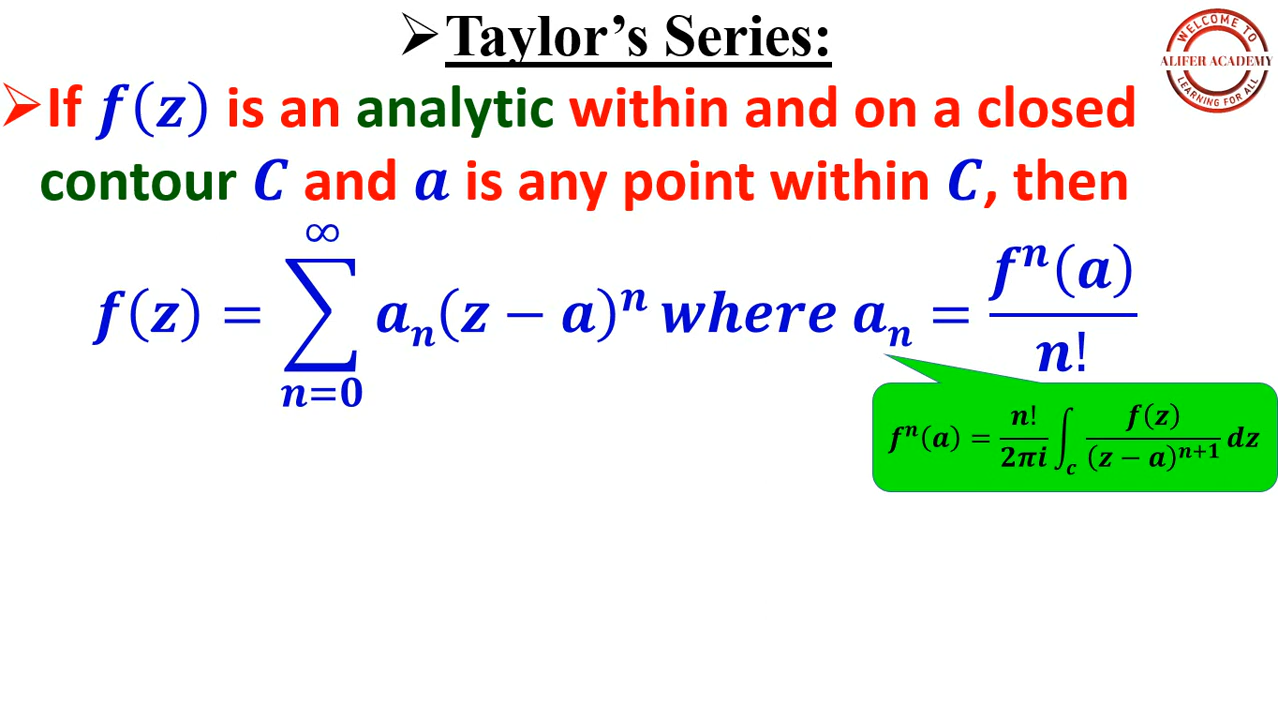 ➢Taylor’s Series:
WELCOME TO
ALIFER ACADEMY
LEARNING FOR ALL
➢If f(z) is an analytic within and on a closed
contour C and a is any point within C, then
f(z) = ∑_{n=0}^{∞} a_n(z − a)^n where a_n = f^n(a)/n!
f^n(a) = n!/2πi ∫_c f(z)/(z − a)^{n+1} dz